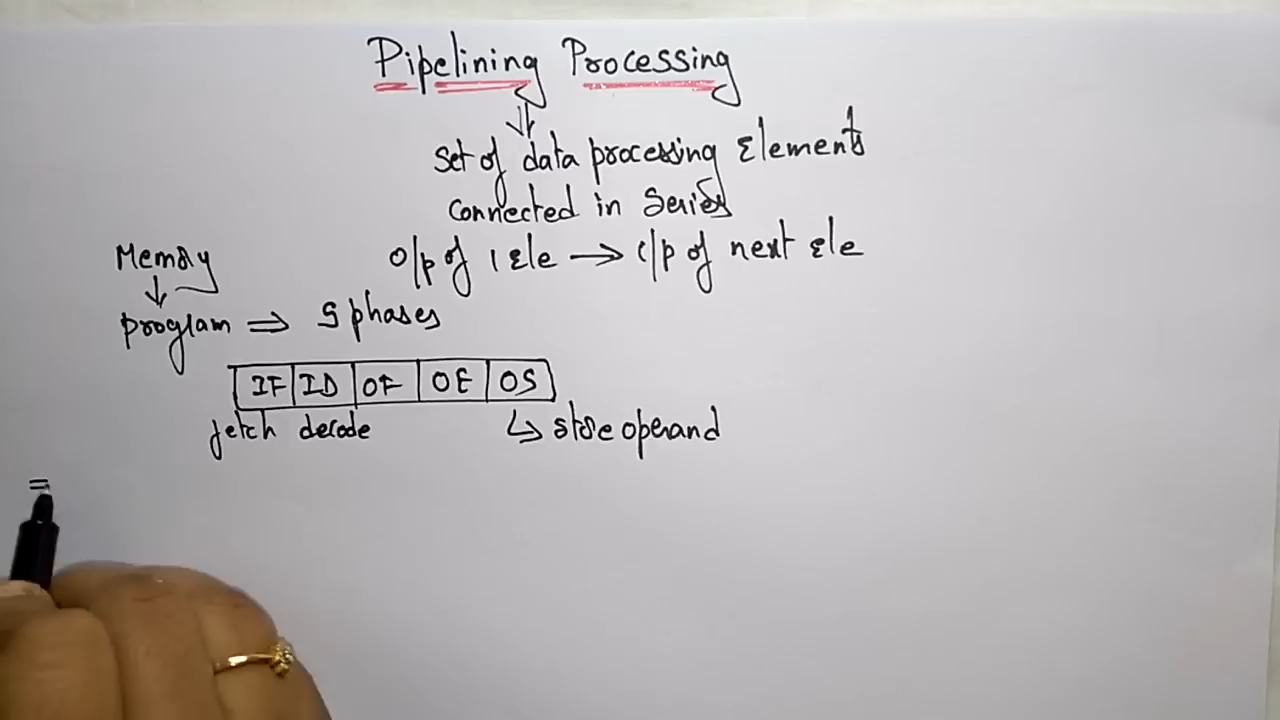 Pipelining Processing
⇓
Set of data processing Elements
Connected in Series
O/p of 1 Ele → i/p of next Ele
Memory
↓
program ⇒ 5 phases
IF ID OF OE OS
fetch decode ↳ store operand
=